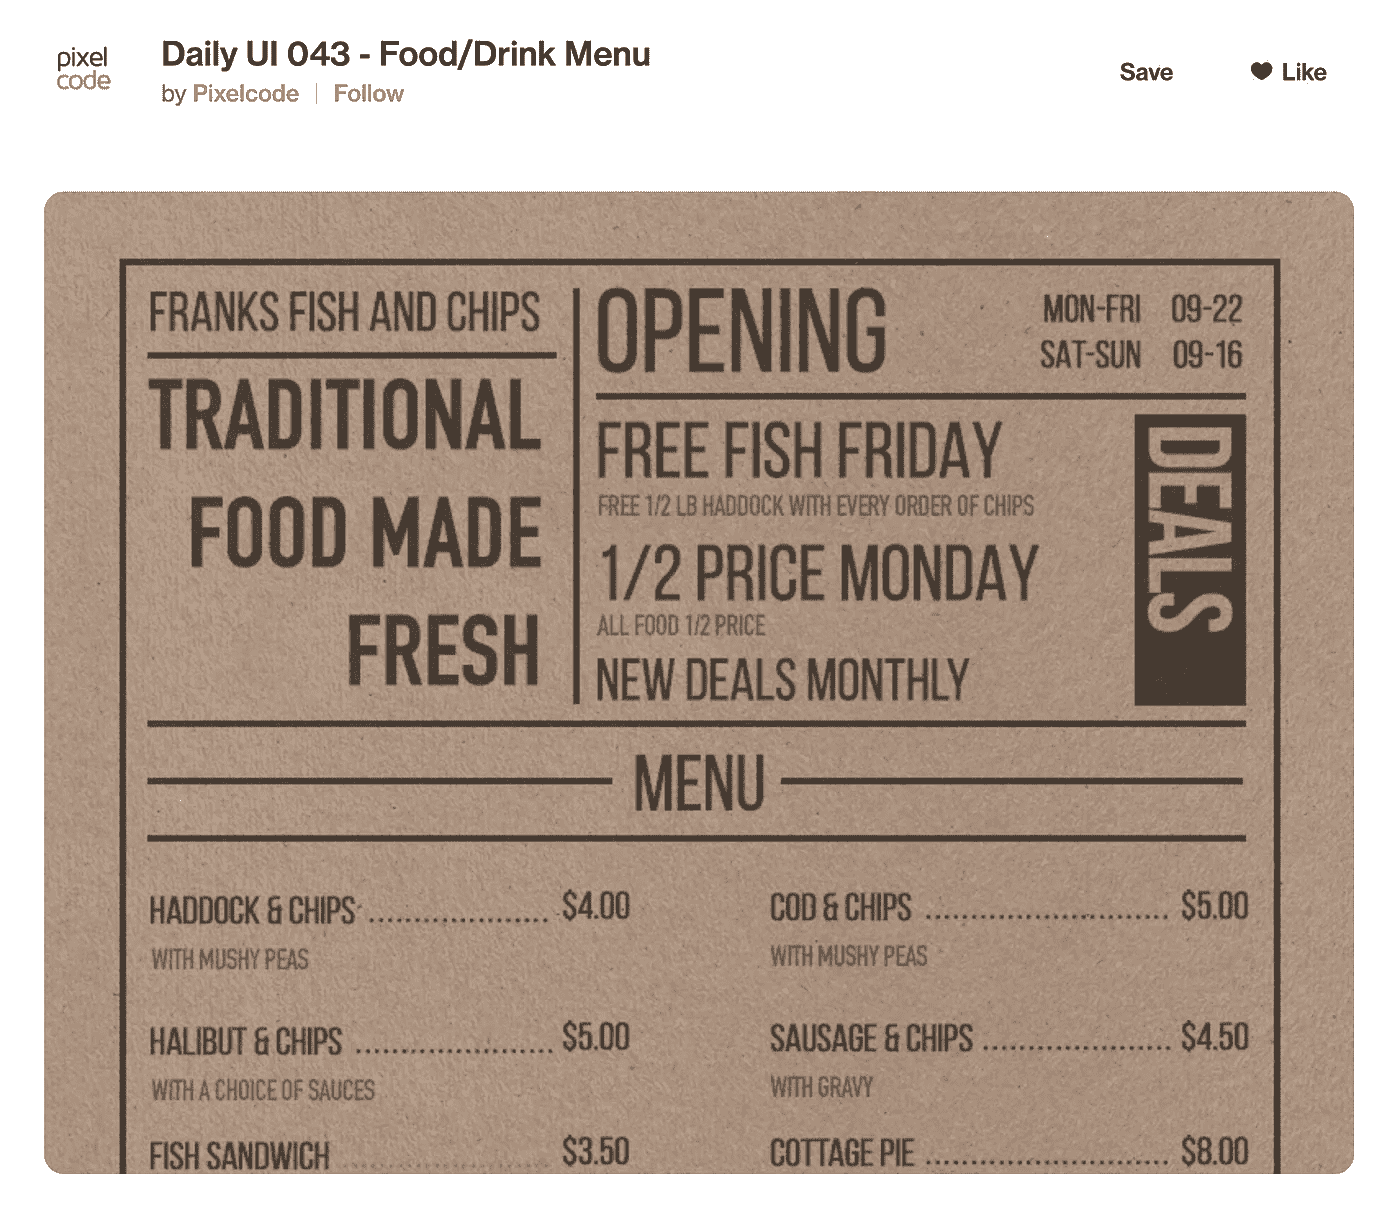 pixel
code
Daily UI 043 - Food/Drink Menu
by Pixelcode | Follow
Save
Like
FRANKS FISH AND CHIPS
TRADITIONAL
FOOD MADE
FRESH
OPENING
MON-FRI 09-22
SAT-SUN 09-16
FREE FISH FRIDAY
FREE 1/2 LB HADDOCK WITH EVERY ORDER OF CHIPS
1/2 PRICE MONDAY
ALL FOOD 1/2 PRICE
NEW DEALS MONTHLY
DEALS
MENU
HADDOCK & CHIPS .................... $4.00
WITH MUSHY PEAS
COD & CHIPS ........................... $5.00
WITH MUSHY PEAS
HALIBUT & CHIPS ...................... $5.00
WITH A CHOICE OF SAUCES
SAUSAGE & CHIPS ..................... $4.50
WITH GRAVY
FISH SANDWICH ........................ $3.50
COTTAGE PIE ........................... $8.00